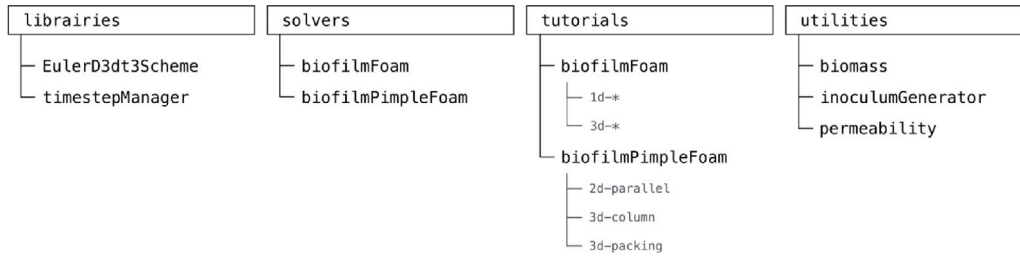 librairies
EulerD3dt3Scheme
timestepManager
solvers
biofilmFoam
biofilmPimpleFoam
tutorials
biofilmFoam
1d-*
3d-*
biofilmPimpleFoam
2d-parallel
3d-column
3d-packing
utilities
biomass
inoculumGenerator
permeability